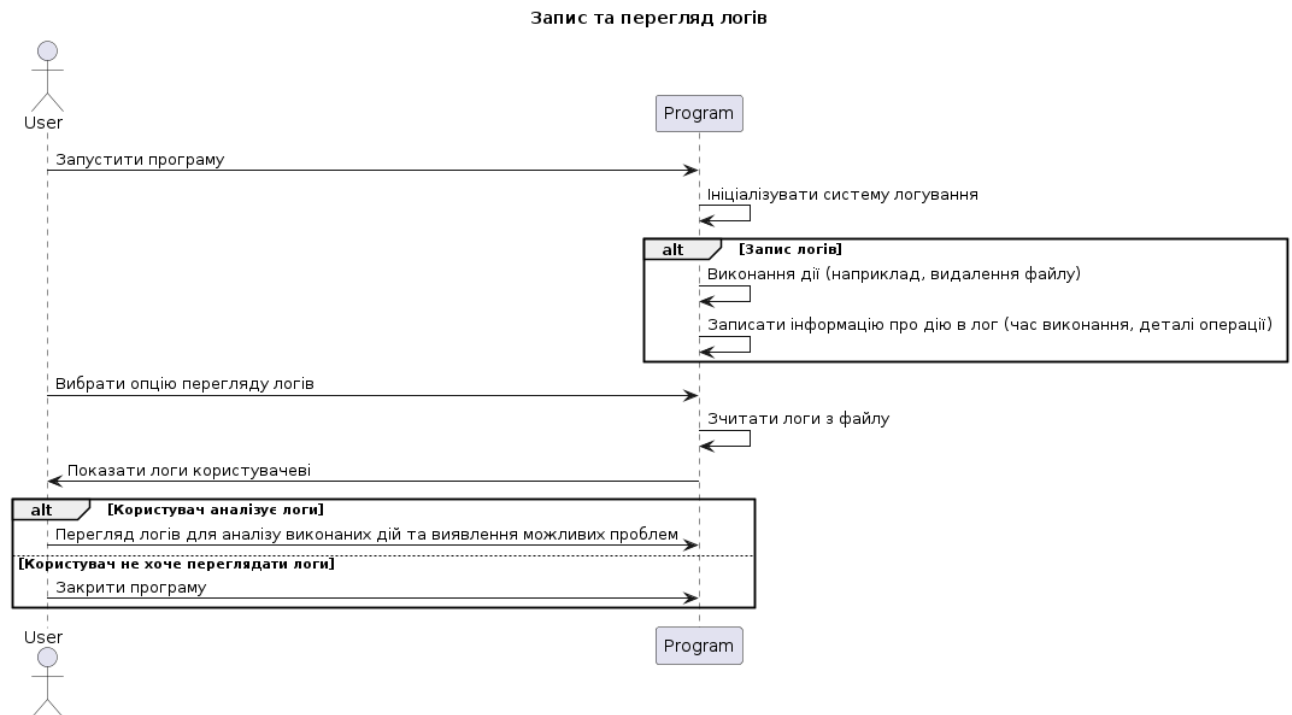 Запис та перегляд логів
User
Program
Запустити програму
Ініціалізувати систему логування
alt [Запис логів]
Виконання дії (наприклад, видалення файлу)
Записати інформацію про дію в лог (час виконання, деталі операції)
Вибрати опцію перегляду логів
Зчитати логи з файлу
Показати логи користувачеві
alt [Користувач аналізує логи]
Перегляд логів для аналізу виконаних дій та виявлення можливих проблем
[Користувач не хоче переглядати логи]
Закрити програму
User
Program